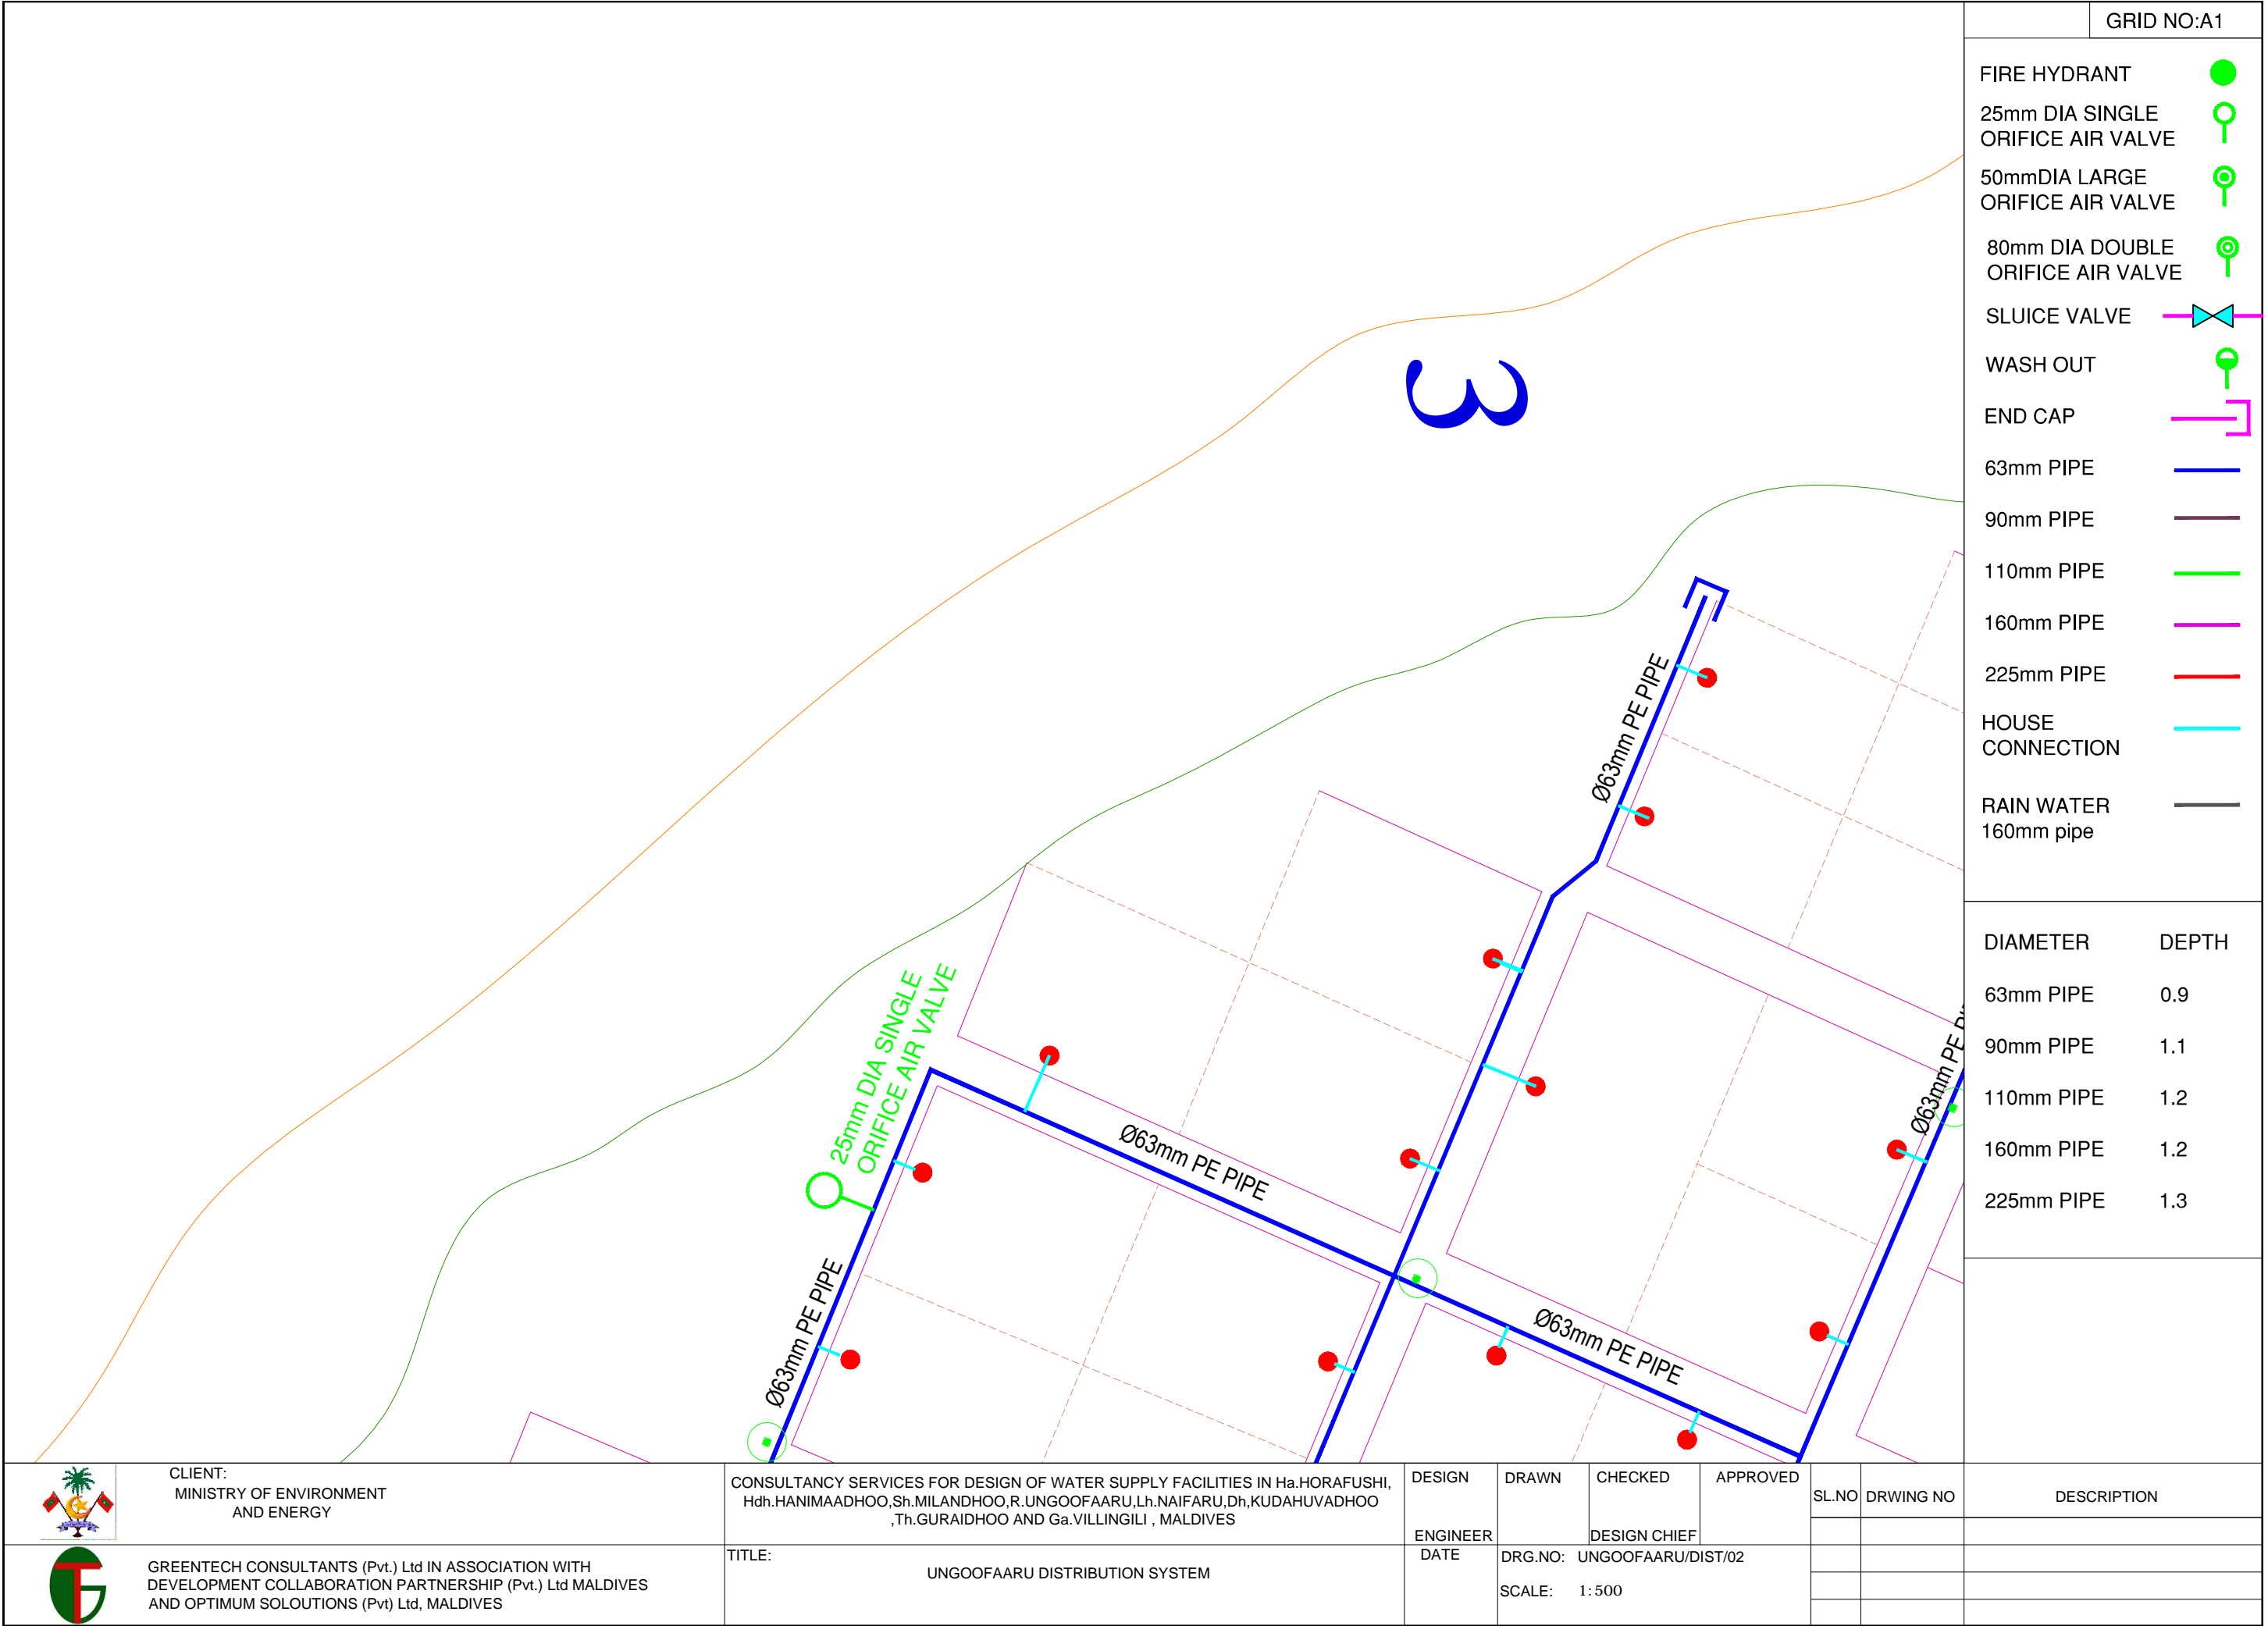 GRID NO:A1
FIRE HYDRANT
25mm DIA SINGLE
ORIFICE AIR VALVE
50mmDIA LARGE
ORIFICE AIR VALVE
80mm DIA DOUBLE
ORIFICE AIR VALVE
SLUICE VALVE
WASH OUT
END CAP
63mm PIPE
90mm PIPE
110mm PIPE
160mm PIPE
225mm PIPE
HOUSE
CONNECTION
RAIN WATER
160mm pipe
DIAMETER DEPTH
63mm PIPE 0.9
90mm PIPE 1.1
110mm PIPE 1.2
160mm PIPE 1.2
225mm PIPE 1.3
3
Ø63mm PE PIPE
25mm DIA SINGLE
ORIFICE AIR VALVE
Ø63mm PE PIPE
Ø63mm PE PIPE
Ø63mm PE PIPE
Ø63mm PE
CLIENT:
MINISTRY OF ENVIRONMENT
AND ENERGY
GREENTECH CONSULTANTS (Pvt.) Ltd IN ASSOCIATION WITH
DEVELOPMENT COLLABORATION PARTNERSHIP (Pvt.) Ltd MALDIVES
AND OPTIMUM SOLOUTIONS (Pvt) Ltd, MALDIVES
CONSULTANCY SERVICES FOR DESIGN OF WATER SUPPLY FACILITIES IN Ha.HORAFUSHI,
Hdh.HANIMAADHOO,Sh.MILANDHOO,R.UNGOOFAARU,Lh.NAIFARU,Dh,KUDAHUVADHOO
,Th.GURAIDHOO AND Ga.VILLINGILI , MALDIVES
TITLE:
UNGOOFAARU DISTRIBUTION SYSTEM
DESIGN DRAWN CHECKED APPROVED
ENGINEER DESIGN CHIEF
DATE
DRG.NO: UNGOOFAARU/DIST/02
SCALE: 1:500
SL.NO DRWING NO DESCRIPTION